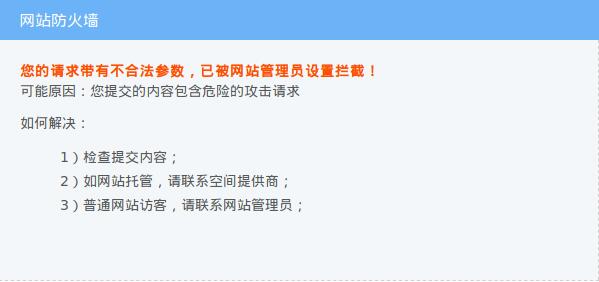 网站防火墙
您的请求带有不合法参数，已被网站管理员设置拦截！
可能原因：您提交的内容包含危险的攻击请求
如何解决：
1）检查提交内容；
2）如网站托管，请联系空间提供商；
3）普通网站访客，请联系网站管理员；